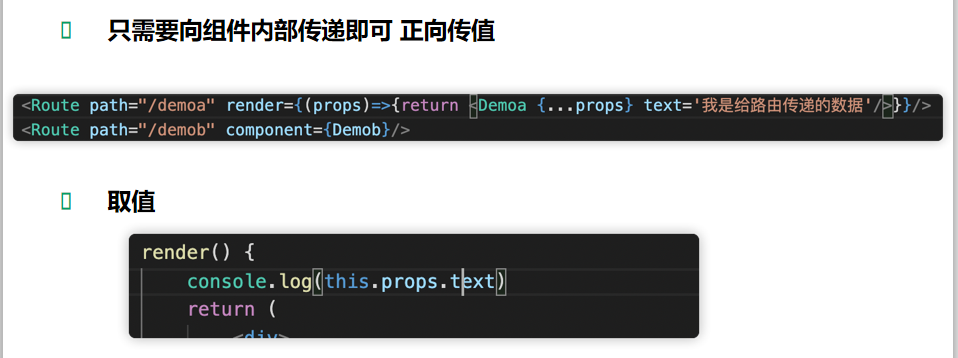 只需要向组件内部传递即可 正向传值
<Route path="/demoa" render={(props)=>{return <Demoa {...props} text='我是给路由传递的数据'/>}}/>
<Route path="/demob" component={Demob}/>
取值
render() {
console.log(this.props.text)
return (
<div>